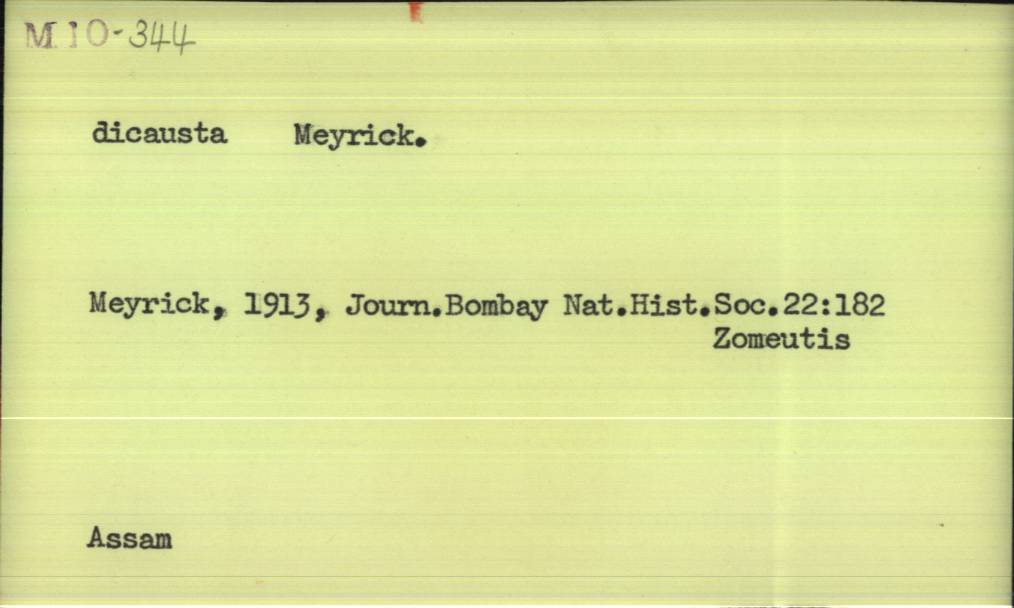 M10-344
dicausta Meyrick.
Meyrick, 1913, Journ.Bombay Nat.Hist.Soc.22:182
Zomeutis
Assam